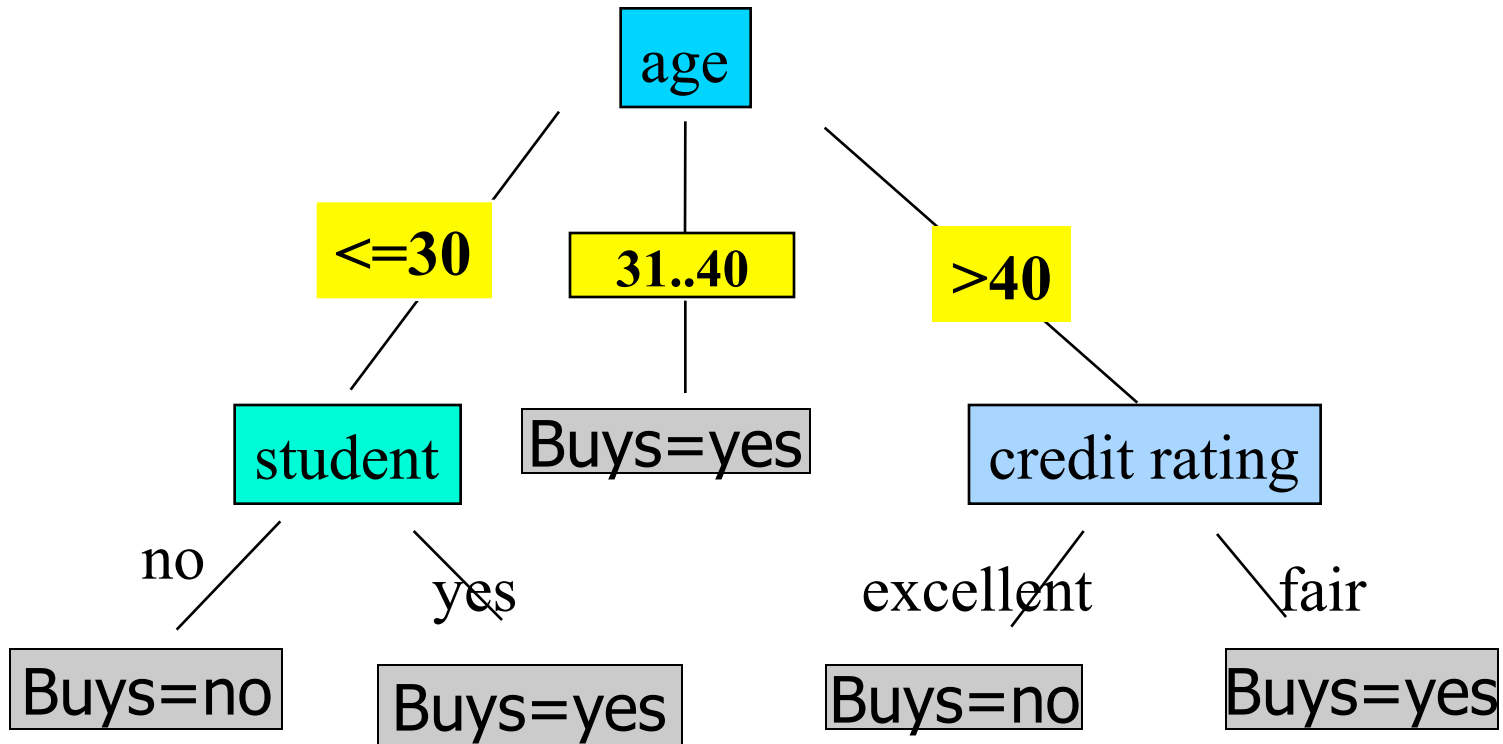 age
<=30
31..40
>40
student
Buys=yes
credit rating
no
yes
excellent
fair
Buys=no
Buys=yes
Buys=no
Buys=yes